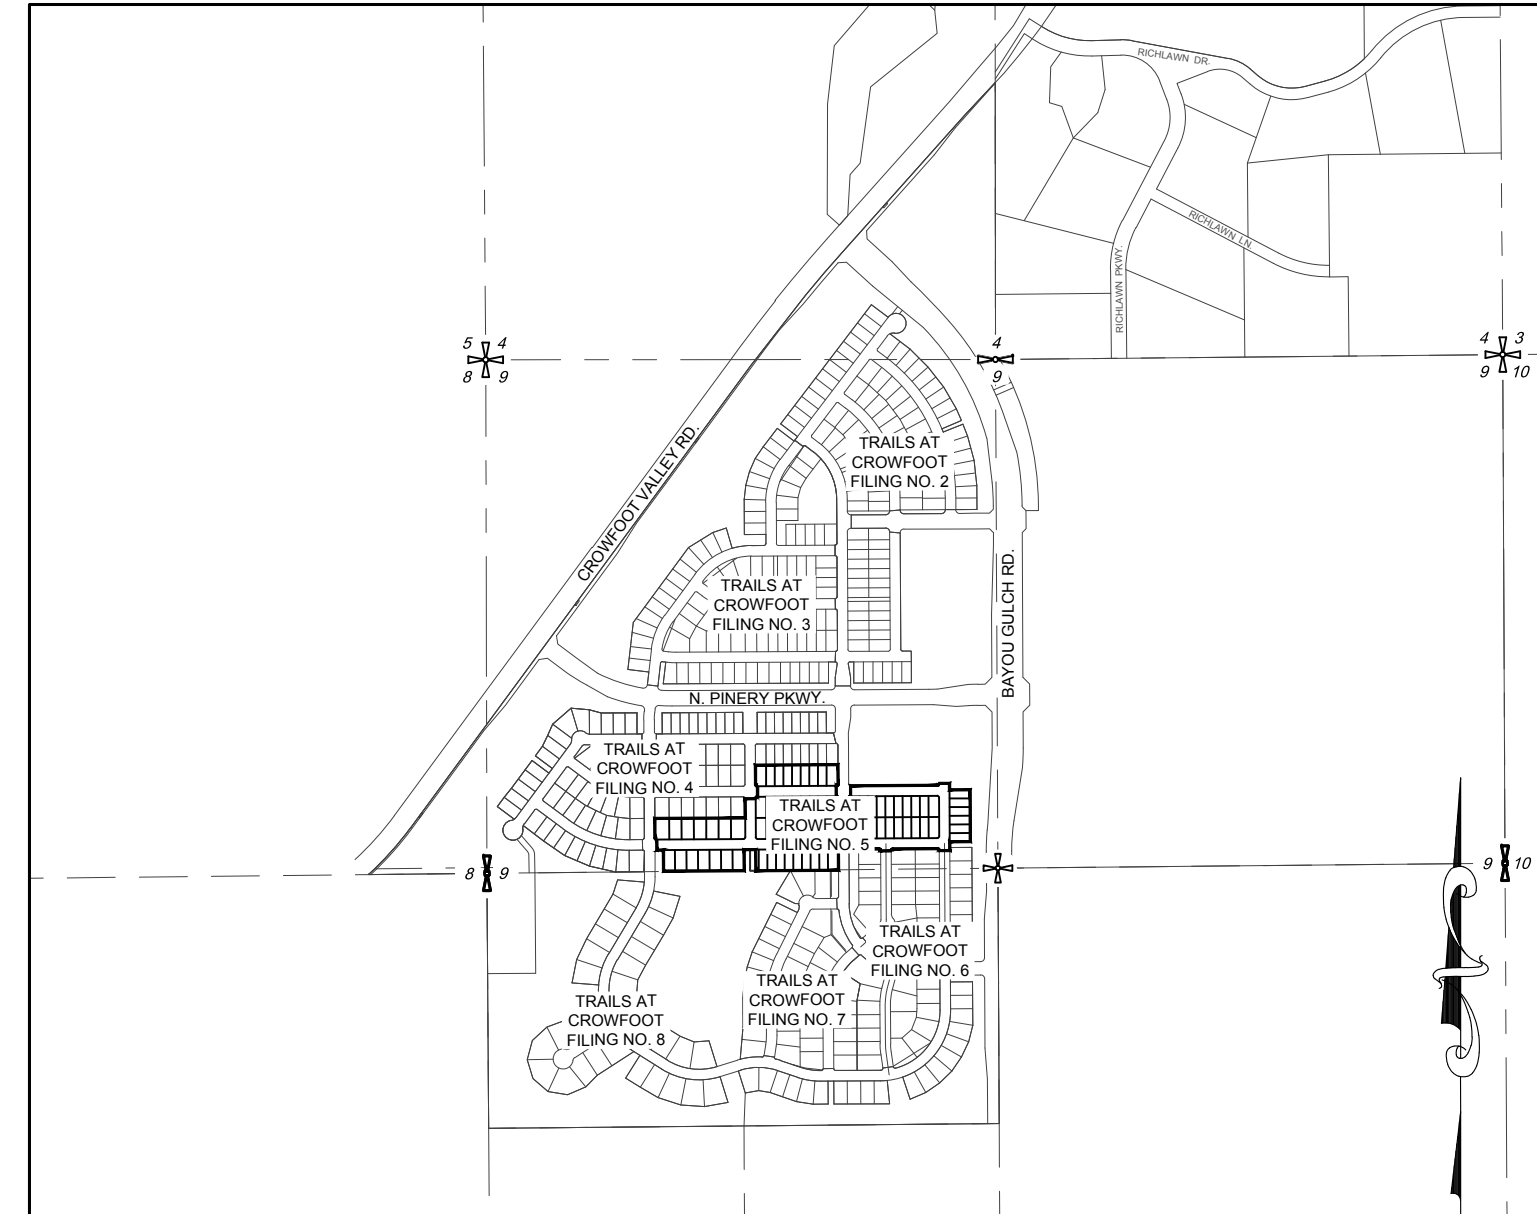 RICHLAWN DR.
RICHLAWN LN.
RICHLAWN PKWY.
5 4
8 9
4
9
4 3
9 10
CROWFOOT VALLEY RD.
TRAILS AT
CROWFOOT
FILING NO. 2
BAYOU GULCH RD.
TRAILS AT
CROWFOOT
FILING NO. 3
N. PINERY PKWY.
TRAILS AT
CROWFOOT
FILING NO. 4
TRAILS AT
CROWFOOT
FILING NO. 5
8 9
9 10
TRAILS AT
CROWFOOT
FILING NO. 6
TRAILS AT
CROWFOOT
FILING NO. 7
TRAILS AT
CROWFOOT
FILING NO. 8